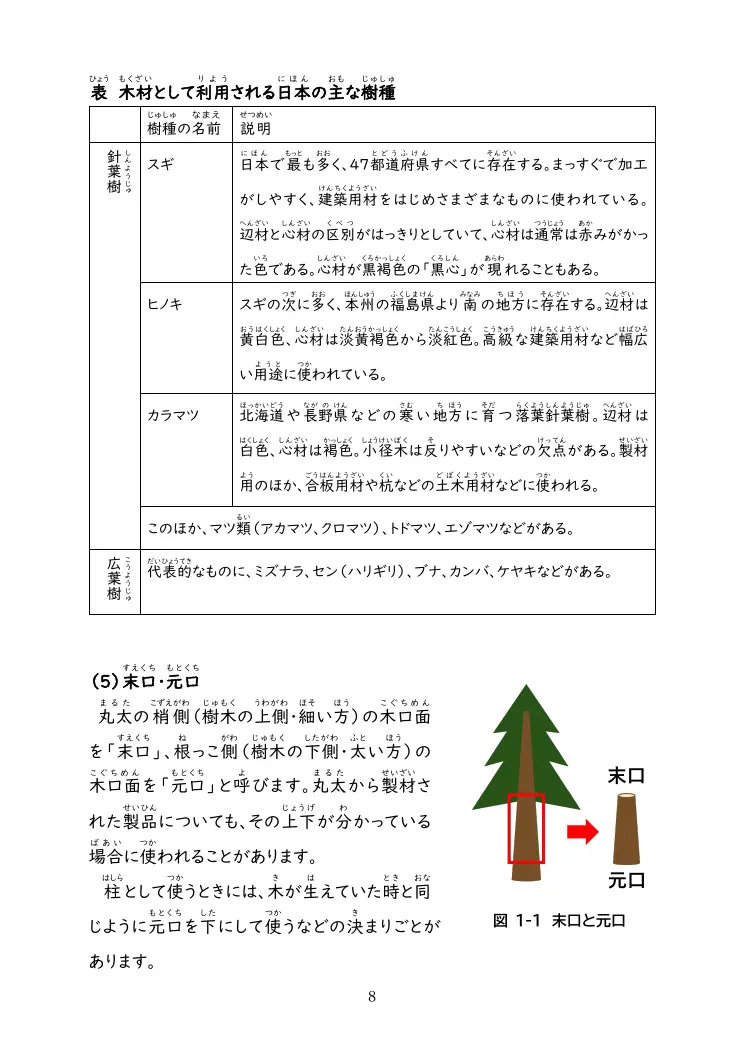 表 木材として利用される日本の主な樹種
樹種の名前 説明
針葉樹
スギ
日本で最も多く、47都道府県すべてに存在する。まっすぐで加工
がしやすく、建築用材をはじめさまざまなものに使われている。
辺材と心材の区別がはっきりとしていて、心材は通常は赤みがかっ
た色である。心材が黒褐色の「黒心」が現れることもある。
ヒノキ
スギの次に多く、本州の福島県より南の地方に存在する。辺材は
黄白色、心材は淡黄褐色から淡紅色。高級な建築用材など幅広
い用途に使われている。
カラマツ
北海道や長野県などの寒い地方に育つ落葉針葉樹。辺材は
白色、心材は褐色。小径木は反りやすいなどの欠点がある。製材
用のほか、合板用材や杭などの土木用材などに使われる。
このほか、マツ類(アカマツ、クロマツ)、トドマツ、エゾマツなどがある。
広葉樹
代表的なものに、ミズナラ、セン(ハリギリ)、ブナ、カンバ、ケヤキなどがある。
(5)末口・元口
丸太の梢側(樹木の上側・細い方)の木口面
を「末口」、根っこ側(樹木の下側・太い方)の
木口面を「元口」と呼びます。丸太から製材さ
れた製品についても、その上下が分かっている
場合に使われることがあります。
柱として使うときには、木が生えていた時と同
じように元口を下にして使うなどの決まりごとが
あります。
末口
元口
図 1-1 末口と元口
8